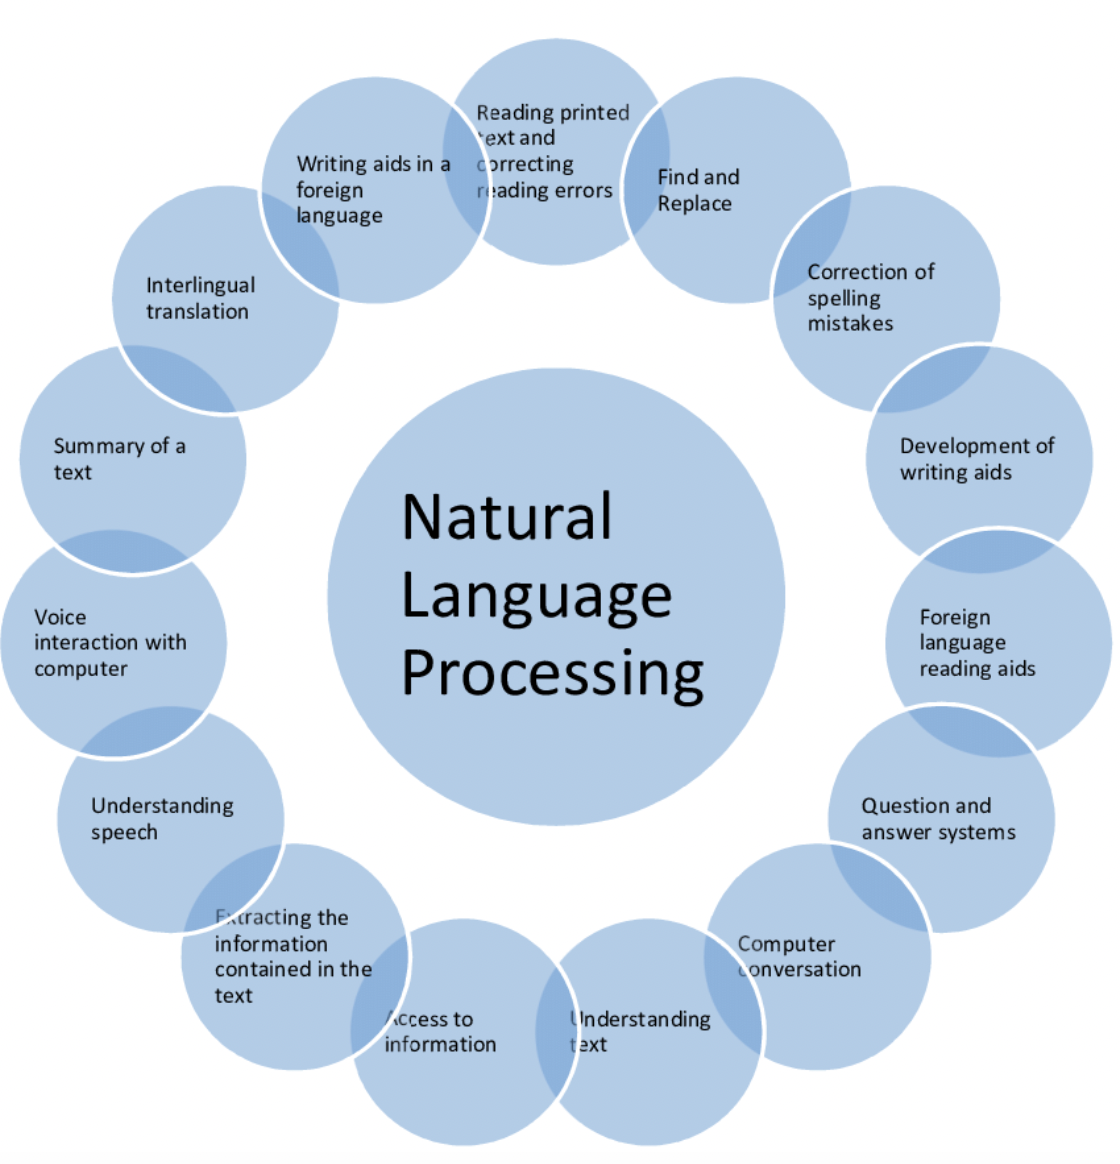 Reading printed
text and
correcting
reading errors
Find and
Replace
Correction of
spelling
mistakes
Development of
writing aids
Foreign
language
reading aids
Question and
answer systems
Computer
conversation
Understanding
text
Access to
information
Extracting the
information
contained in the
text
Understanding
speech
Voice
interaction with
computer
Summary of a
text
Interlingual
translation
Writing aids in a
foreign
language
Natural
Language
Processing